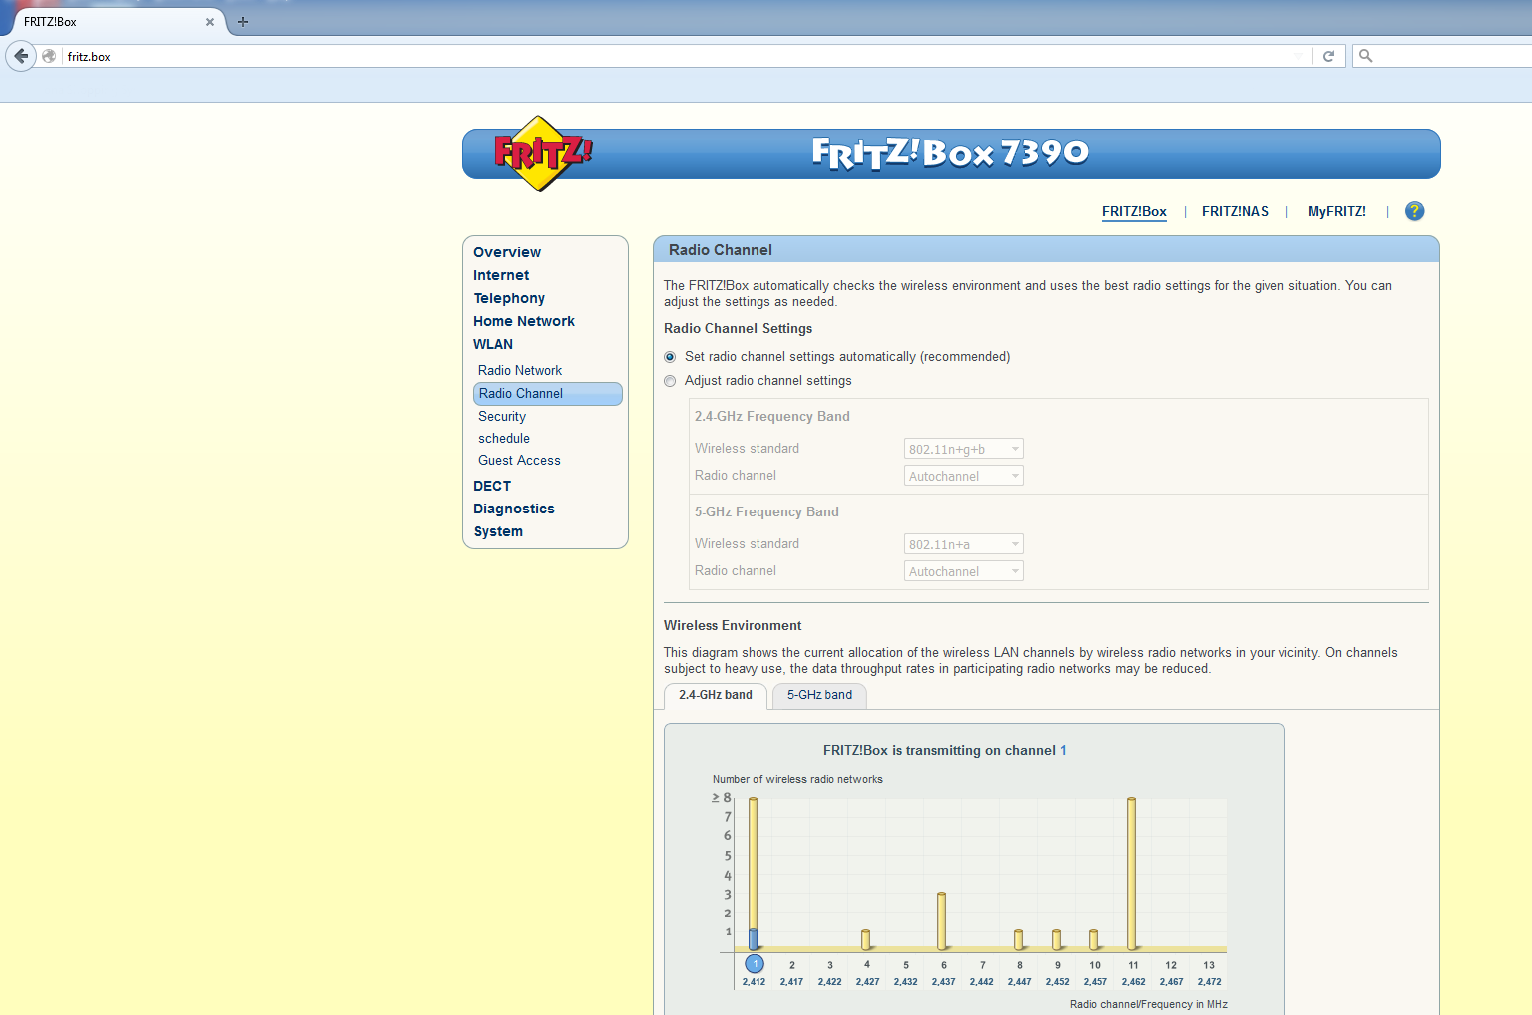 FRITZ!Box
fritz.box
FRITZ!
FRITZ!Box 7390
FRITZ!Box | FRITZ!NAS | MyFRITZ! | ?
Overview
Internet
Telephony
Home Network
WLAN
Radio Network
Radio Channel
Security
schedule
Guest Access
DECT
Diagnostics
System
Radio Channel
The FRITZ!Box automatically checks the wireless environment and uses the best radio settings for the given situation. You can
adjust the settings as needed.
Radio Channel Settings
Set radio channel settings automatically (recommended)
Adjust radio channel settings
2.4-GHz Frequency Band
Wireless standard 802.11n+g+b
Radio channel Autochannel
5-GHz Frequency Band
Wireless standard 802.11n+a
Radio channel Autochannel
Wireless Environment
This diagram shows the current allocation of the wireless LAN channels by wireless radio networks in your vicinity. On channels
subject to heavy use, the data throughput rates in participating radio networks may be reduced.
2.4-GHz band 5-GHz band
FRITZ!Box is transmitting on channel 1
Number of wireless radio networks
≥ 8
7
6
5
4
3
2
1
1 2 3 4 5 6 7 8 9 10 11 12 13
2,412 2,417 2,422 2,427 2,432 2,437 2,442 2,447 2,452 2,457 2,462 2,467 2,472
Radio channel/Frequency in MHz